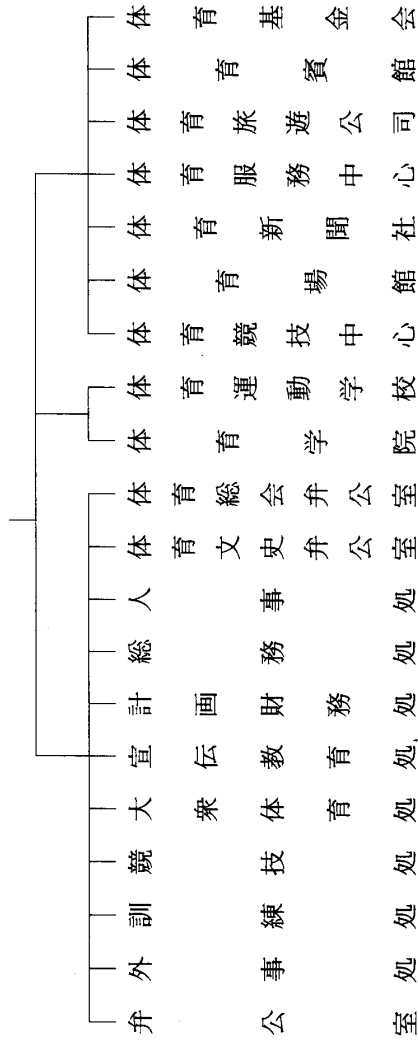 体育基金会
体育賓館
体育旅遊公司
体育服務中心
体育新聞社
体育場館
体育競技中心
体育運動学校
体育学院
体育総会弁公室
体育文史弁公室
人事処
総務処
計画財務処
宣伝教育処
大衆体育処
競技処
訓練処
外事処
弁公室